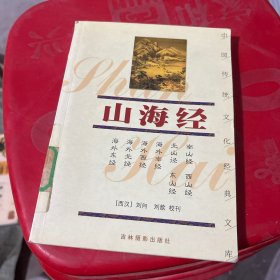 中国传统文化经典文库
Shan
Hai
山海经
南山经
西山经
北山经
东山经
海外南经
海外西经
海外北经
海外东经
[西汉] 刘向 刘歆 校刊
吉林摄影出版社